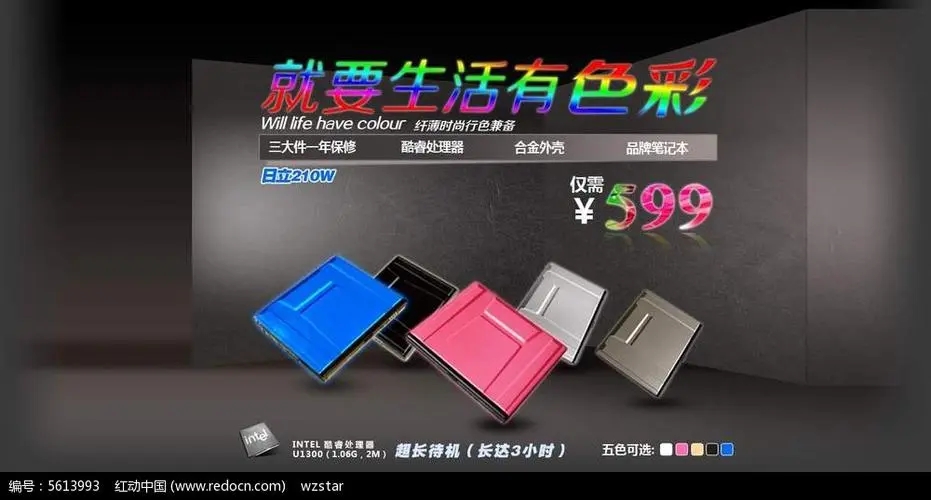 就要生活有色彩
Will life have colour 纤薄时尚行色兼备
三大件一年保修 酷睿处理器 合金外壳 品牌笔记本
日立210W
仅需
¥599
intel
INTEL 酷睿处理器
U1300（1.06G，2M）
超长待机（长达3小时）
五色可选:
编号：5613993 红动中国 (www.redocn.com) wzstar